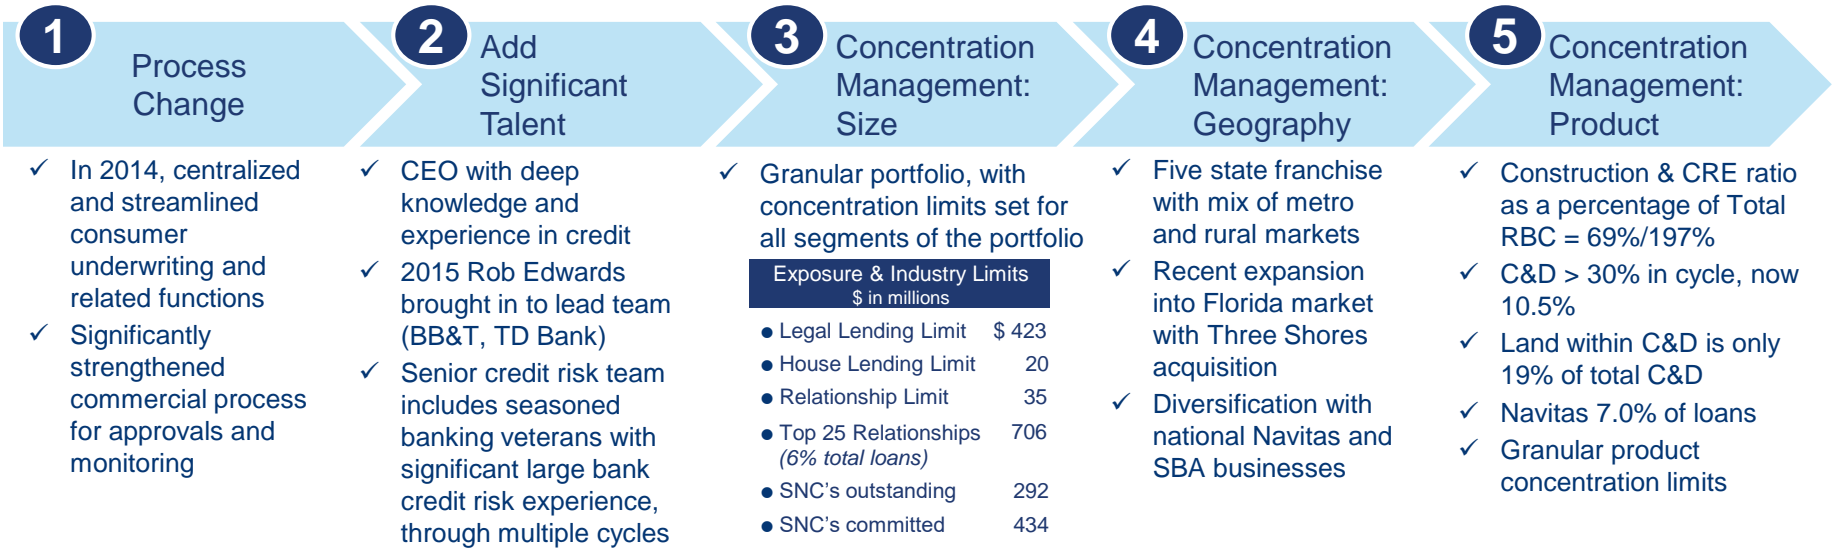 1
Process
Change
✓ In 2014, centralized
and streamlined
consumer
underwriting and
related functions
✓ Significantly
strengthened
commercial process
for approvals and
monitoring
2
Add
Significant
Talent
✓ CEO with deep
knowledge and
experience in credit
✓ 2015 Rob Edwards
brought in to lead team
(BB&T, TD Bank)
✓ Senior credit risk team
includes seasoned
banking veterans with
significant large bank
credit risk experience,
through multiple cycles
3
Concentration
Management:
Size
✓ Granular portfolio, with
concentration limits set for
all segments of the portfolio
Exposure & Industry Limits
$ in millions
● Legal Lending Limit $ 423
● House Lending Limit 20
● Relationship Limit 35
● Top 25 Relationships 706
(6% total loans)
● SNC's outstanding 292
● SNC's committed 434
4
Concentration
Management:
Geography
✓ Five state franchise
with mix of metro
and rural markets
✓ Recent expansion
into Florida market
with Three Shores
acquisition
✓ Diversification with
national Navitas and
SBA businesses
5
Concentration
Management:
Product
✓ Construction & CRE ratio
as a percentage of Total
RBC = 69%/197%
✓ C&D > 30% in cycle, now
10.5%
✓ Land within C&D is only
19% of total C&D
✓ Navitas 7.0% of loans
✓ Granular product
concentration limits